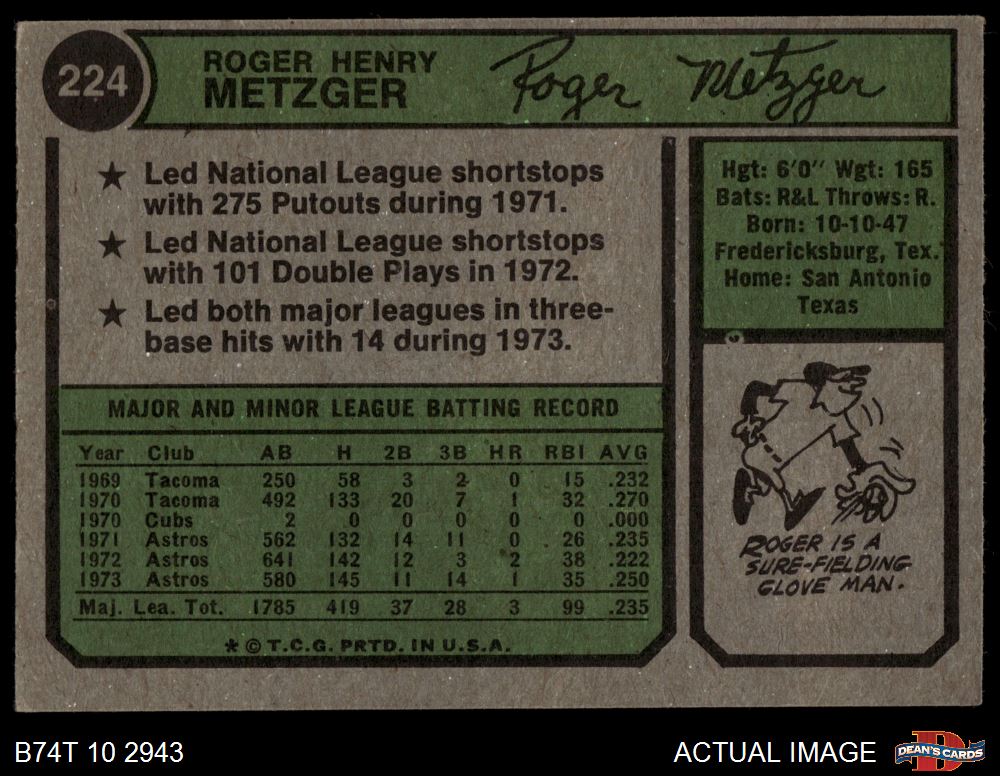 224
ROGER HENRY
METZGER
Roger Metzger
★ Led National League shortstops
with 275 Putouts during 1971.
★ Led National League shortstops
with 101 Double Plays in 1972.
★ Led both major leagues in three-
base hits with 14 during 1973.
Hgt: 6'0" Wgt: 165
Bats: R&L Throws: R.
Born: 10-10-47
Fredericksburg, Tex.
Home: San Antonio
Texas
MAJOR AND MINOR LEAGUE BATTING RECORD
Year Club AB H 2B 3B HR RBI AVG
1969 Tacoma 250 58 3 2 0 15 .232
1970 Tacoma 492 133 20 7 1 32 .270
1970 Cubs 2 0 0 0 0 0 .000
1971 Astros 562 132 14 11 0 26 .235
1972 Astros 641 142 12 3 2 38 .222
1973 Astros 580 145 11 14 1 35 .250
Maj. Lea. Tot. 1785 419 37 28 3 99 .235
* © T.C.G. PRTD. IN U.S.A.
ROGER IS A
SURE-FIELDING
GLOVE MAN.
B74T 10 2943
ACTUAL IMAGE
D
DEAN'S CARDS